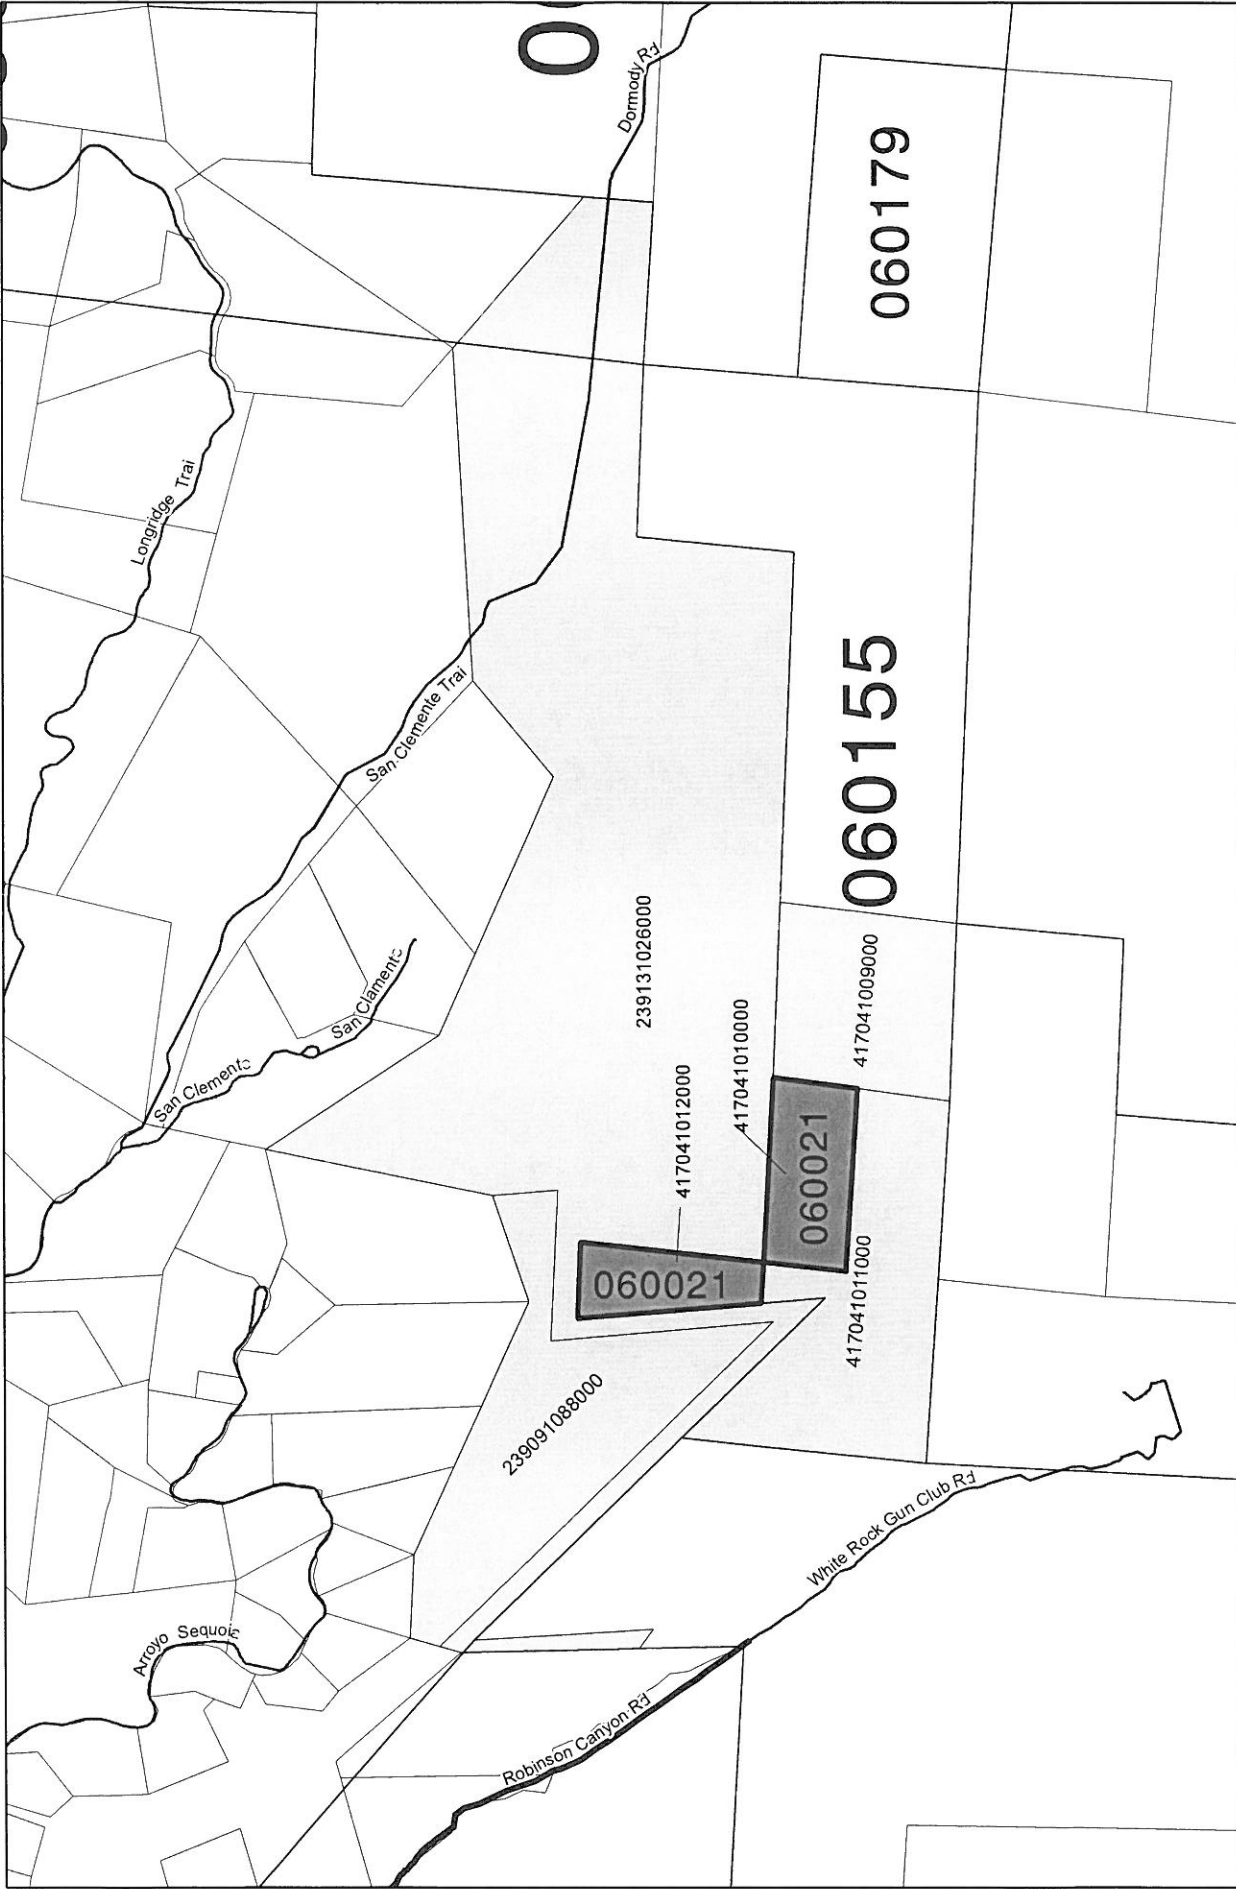 Dormody Rd
060179
Longridge Trai
San Clemente Trai
060155
San Clamente
San Clemente
239131026000
417041009000
417041010000
417041012000
060021
060021
417041011000
239091088000
White Rock Gun Club Rd
Arroyo Sequoia
Robinson Canyon Rd